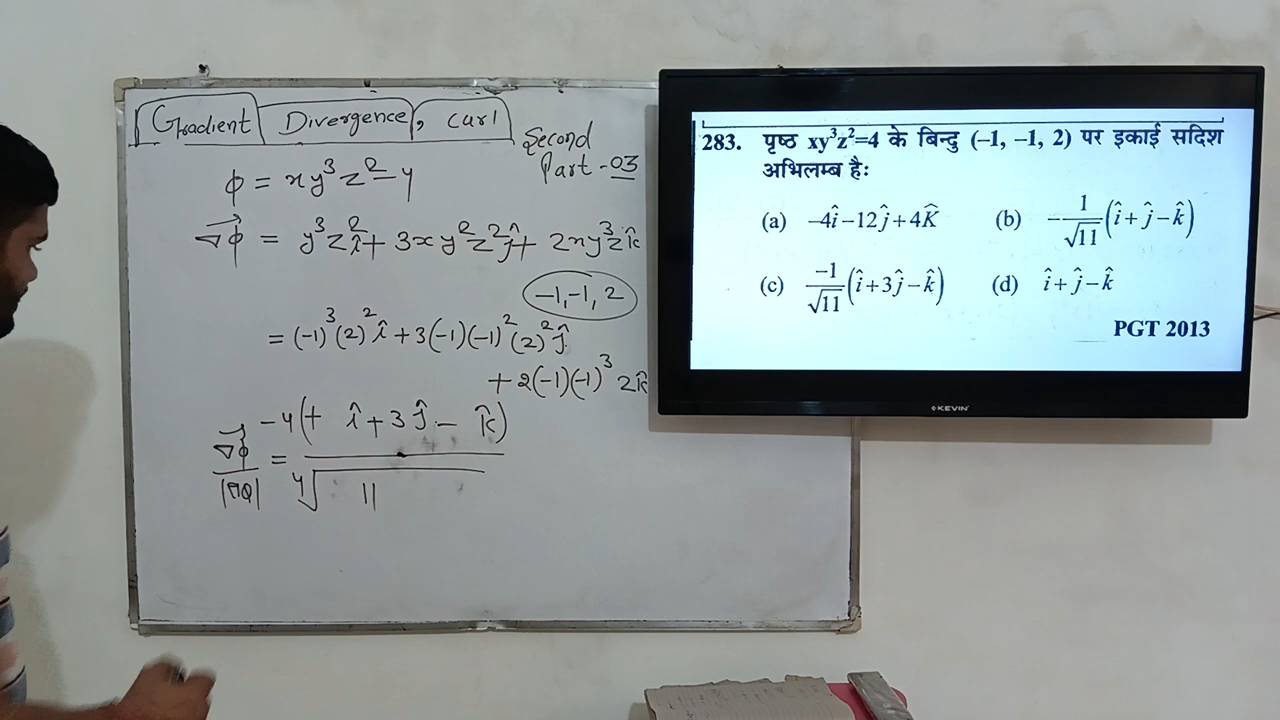 Gradient Divergence, curl
Second
Part - 03
φ = xy³z² - 4
∇φ = y³z²î + 3xy²z²ĵ + 2xy³zk̂
-1, -1, 2
= (-1)³(2)²î + 3(-1)(-1)²(2)²ĵ
+ 2(-1)(-1)³2k̂
∇φ/|∇φ| = -4(+ î + 3ĵ - k̂)/4√11
283. पृष्ठ xy³z²=4 के बिन्दु (-1, -1, 2) पर इकाई सदिश
अभिलम्ब है:
(a) -4î-12ĵ+4K̂ (b) -1/√11(î+ĵ-k̂)
(c) -1/√11(î+3ĵ-k̂) (d) î+ĵ-k̂
PGT 2013
KEVIN